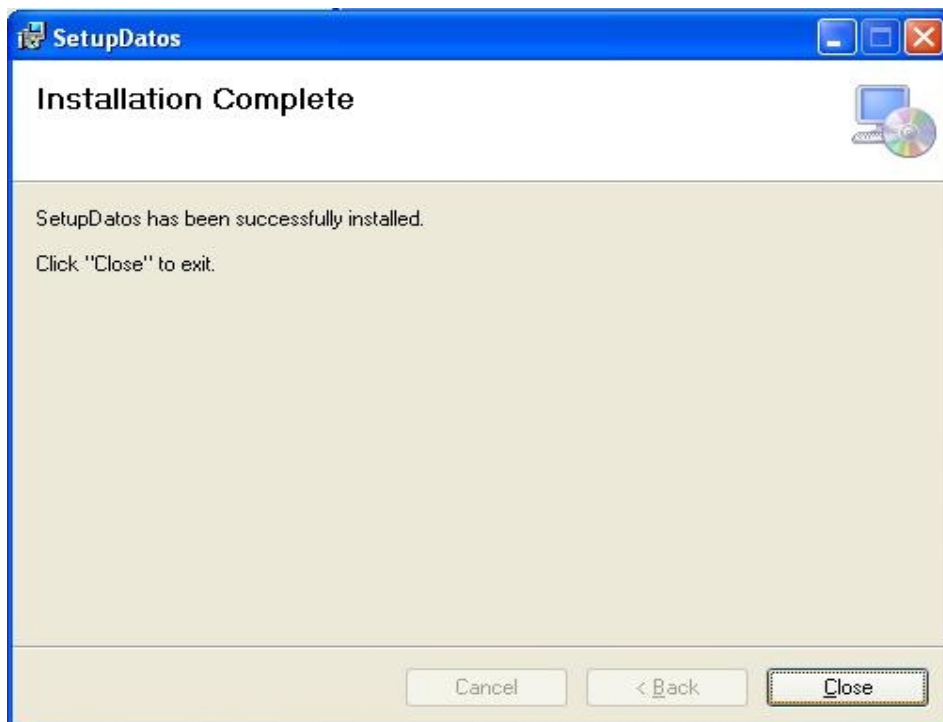 SetupDatos
Installation Complete
SetupDatos has been successfully installed.
Click "Close" to exit.
Cancel
< Back
Close